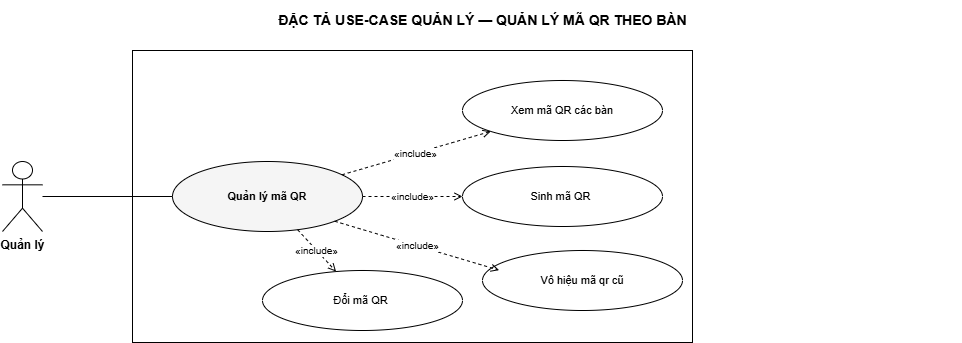 ĐẶC TẢ USE-CASE QUẢN LÝ — QUẢN LÝ MÃ QR THEO BÀN
Xem mã QR các bàn
«include»
Quản lý mã QR
«include»
Sinh mã QR
Quản lý
«include»
«include»
Vô hiệu mã qr cũ
Đổi mã QR